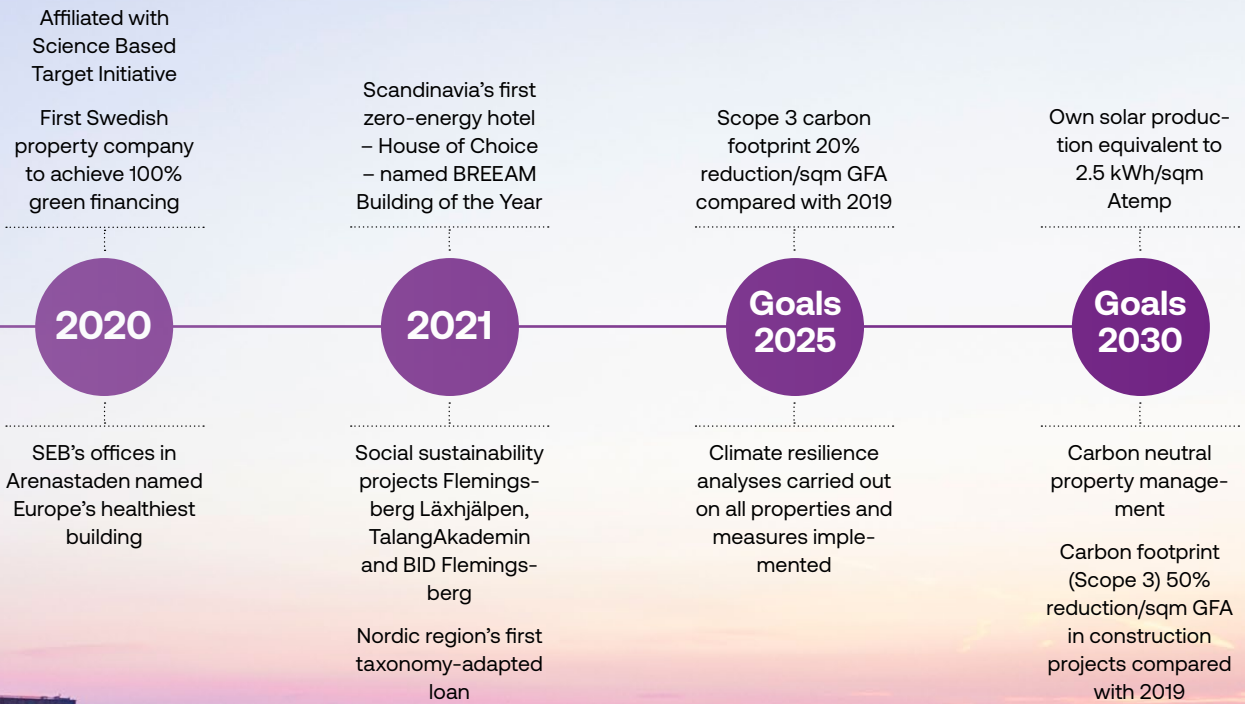 Affiliated with
Science Based
Target Initiative
First Swedish
property company
to achieve 100%
green financing
2020
SEB's offices in
Arenastaden named
Europe's healthiest
building
Scandinavia's first
zero-energy hotel
– House of Choice
– named BREEAM
Building of the Year
2021
Social sustainability
projects Flemings-
berg Läxhjälpen,
TalangAkademin
and BID Flemings-
berg
Nordic region's first
taxonomy-adapted
loan
Scope 3 carbon
footprint 20%
reduction/sqm GFA
compared with 2019
Goals
2025
Climate resilience
analyses carried out
on all properties and
measures imple-
mented
Own solar produc-
tion equivalent to
2.5 kWh/sqm
Atemp
Goals
2030
Carbon neutral
property manage-
ment
Carbon footprint
(Scope 3) 50%
reduction/sqm GFA
in construction
projects compared
with 2019